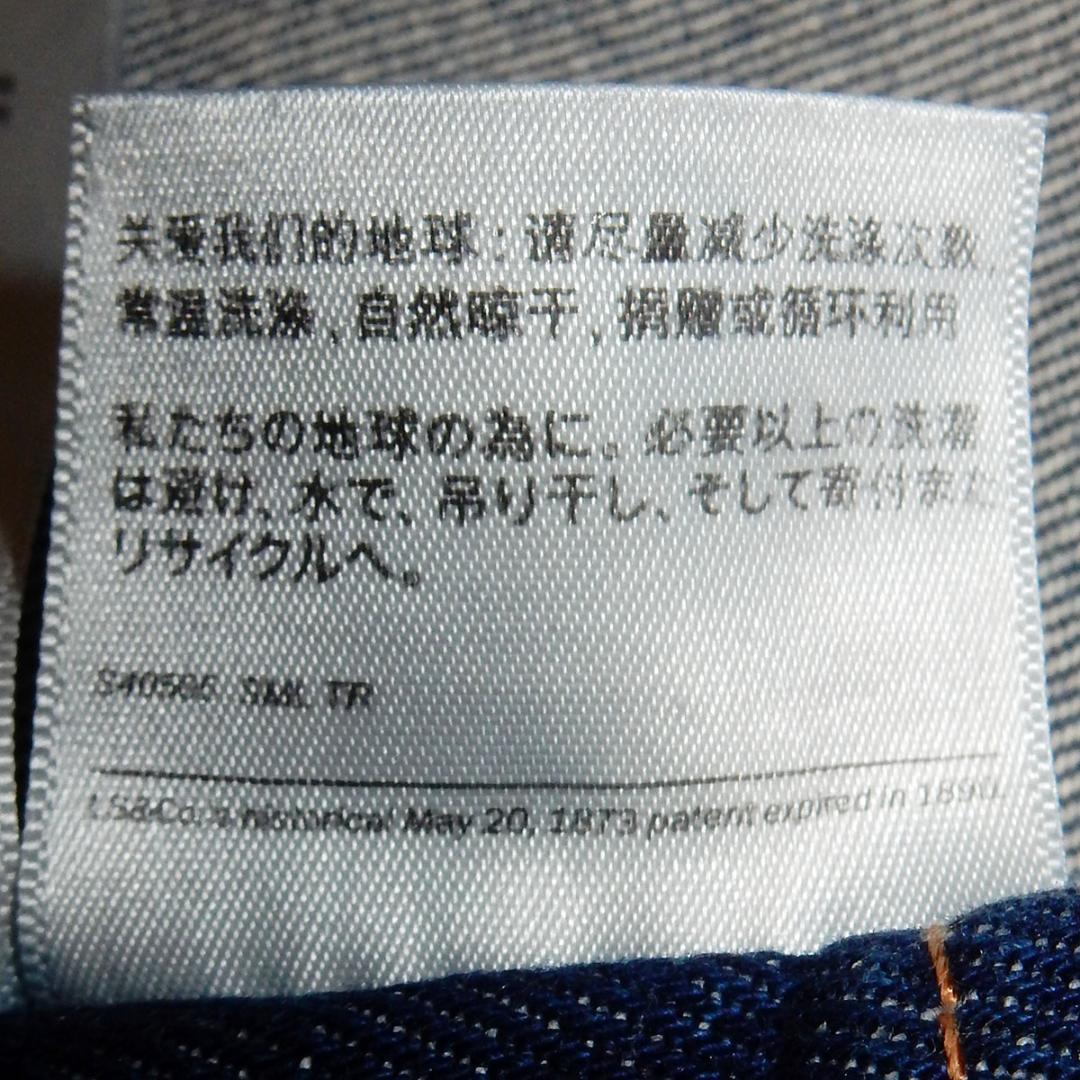 关爱我们的地球：请尽量减少洗涤次数，
常温洗涤，自然晾干，捐赠或循环利用
私たちの地球の為に。必要以上の洗濯
は避け、水で、吊り干し、そして寄付また
リサイクルへ。
SML TR
LS&Co.'s historical May 20, 1873 patent expired in 1890.